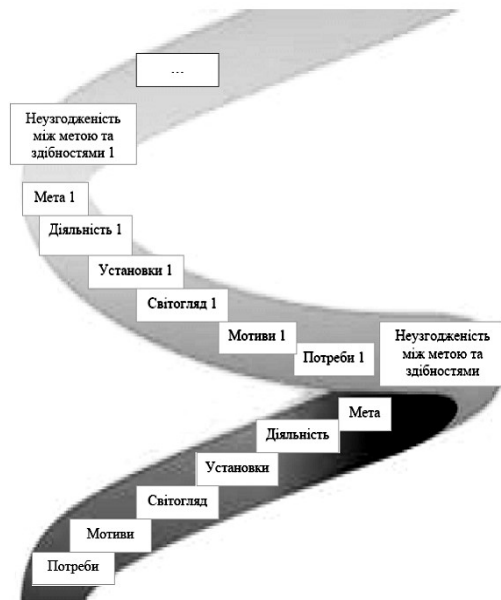 ...
Неузгодженість
між метою та
здібностями 1
Мета 1
Діяльність 1
Установки 1
Світогляд 1
Мотиви 1
Потреби 1
Неузгодженість
між метою та
здібностями
Мета
Діяльність
Установки
Світогляд
Мотиви
Потреби